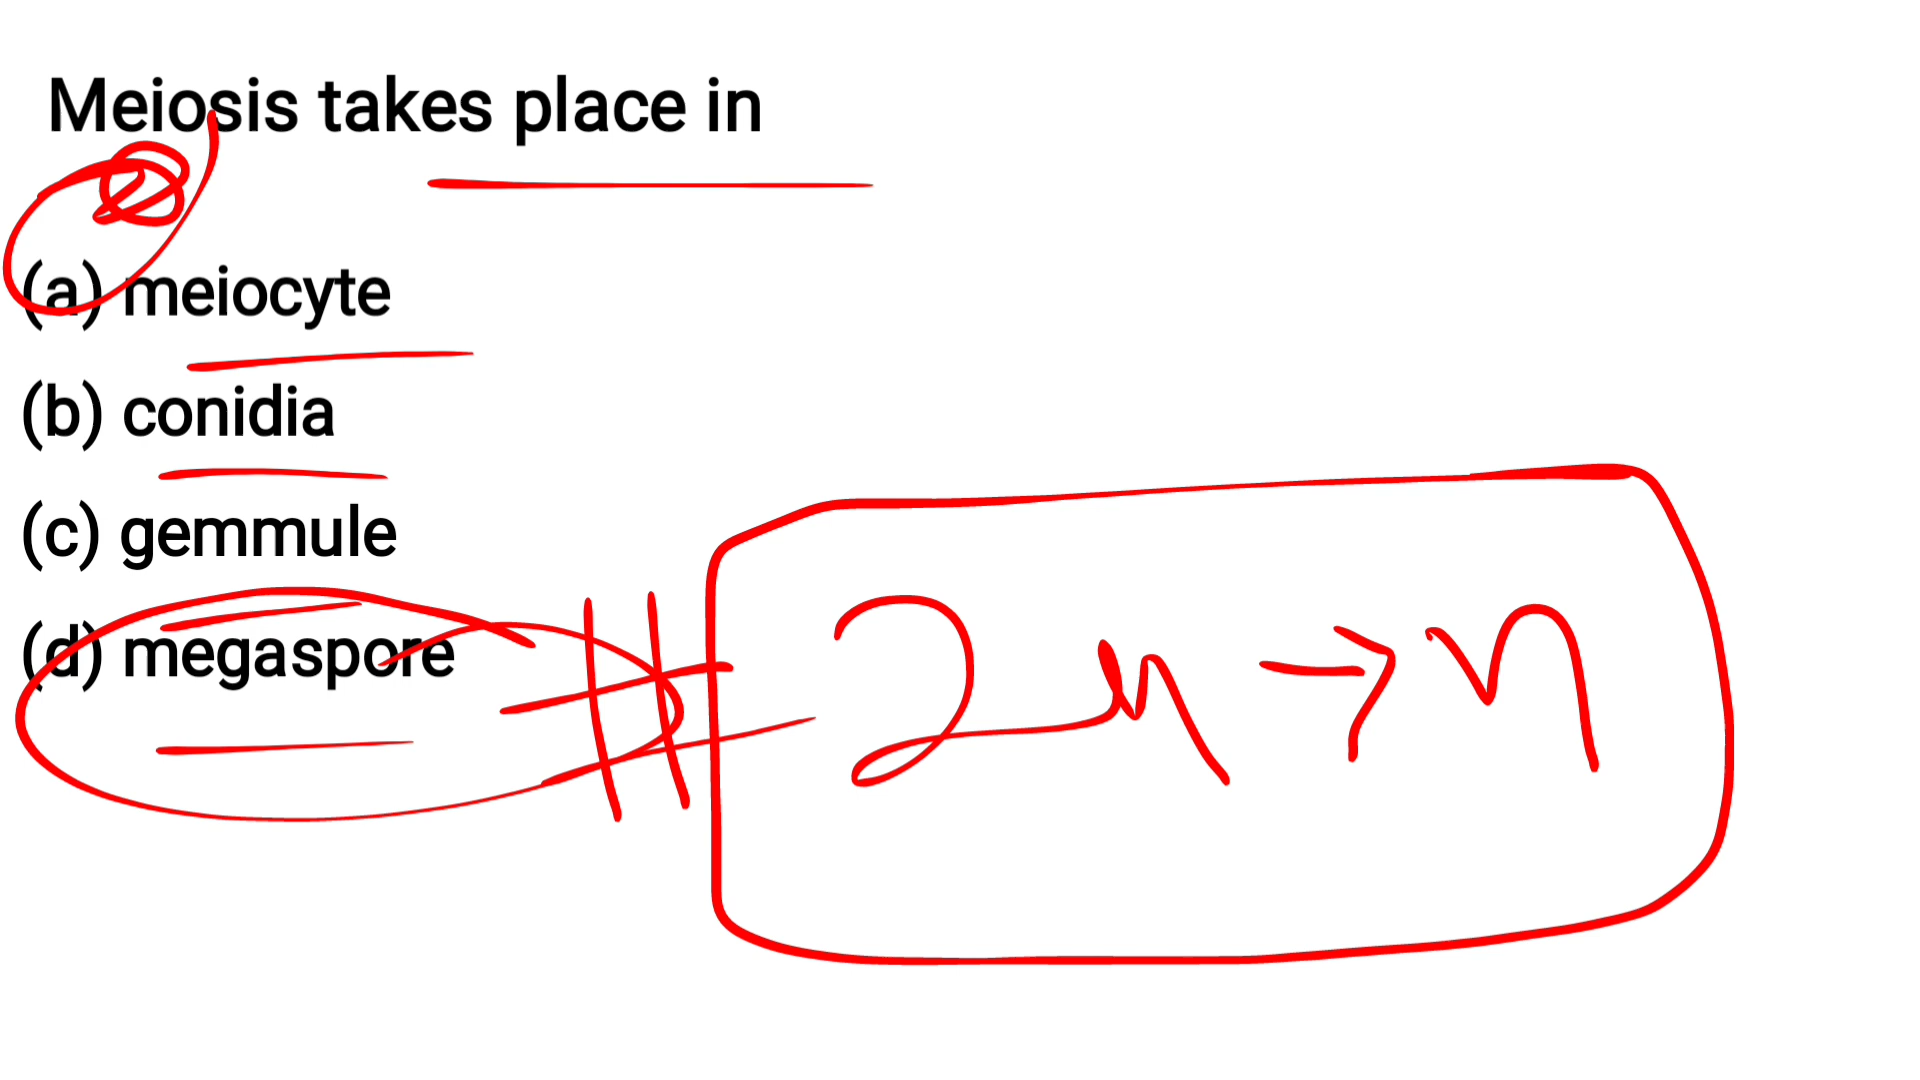 Meiosis takes place in
(a) meiocyte
(b) conidia
(c) gemmule
(d) megaspore
2n → n